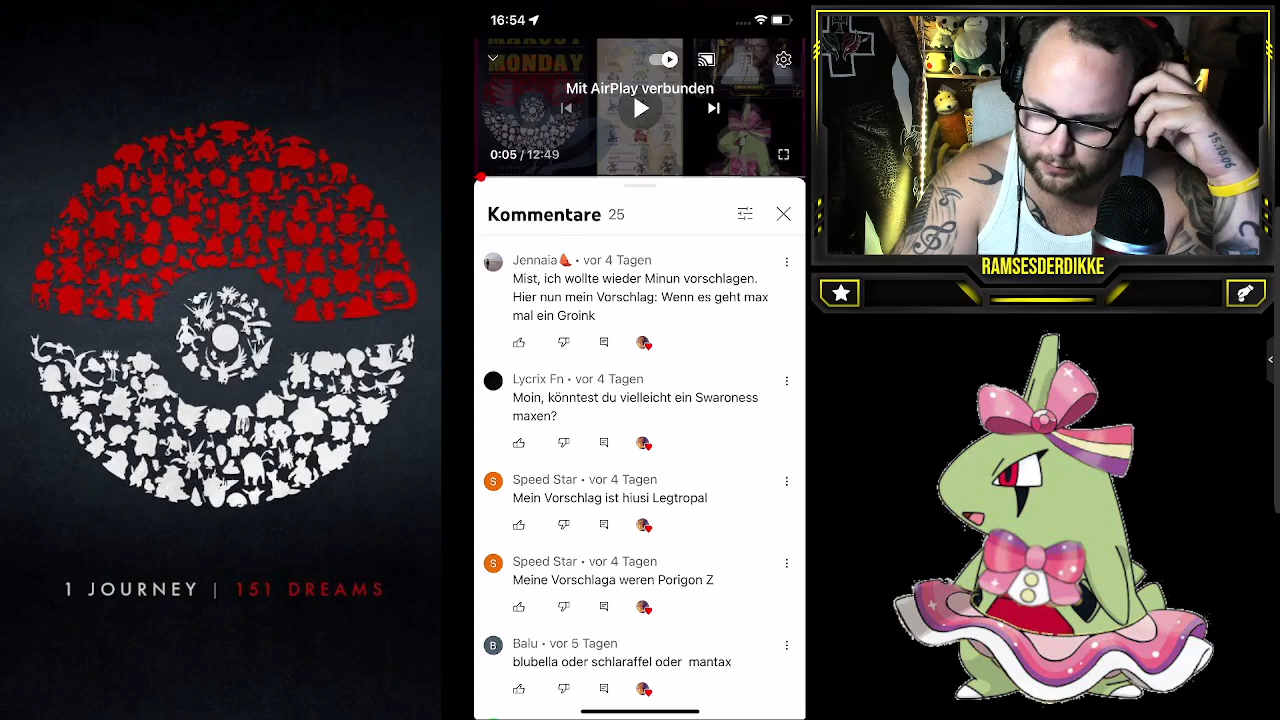 1 JOURNEY | 151 DREAMS
16:54
MONDAY
Mit AirPlay verbunden
0:05 / 12:49
Kommentare 25
Jennaia • vor 4 Tagen
Mist, ich wollte wieder Minun vorschlagen.
Hier nun mein Vorschlag: Wenn es geht max
mal ein Groink
Lycrix Fn • vor 4 Tagen
Moin, könntest du vielleicht ein Swaroness
maxen?
S
Speed Star • vor 4 Tagen
Mein Vorschlag ist hiusi Legtropal
S
Speed Star • vor 4 Tagen
Meine Vorschlaga weren Porigon Z
B
Balu • vor 5 Tagen
blubella oder schlaraffel oder mantax
15.10.06
RAMSESDERDIKKE